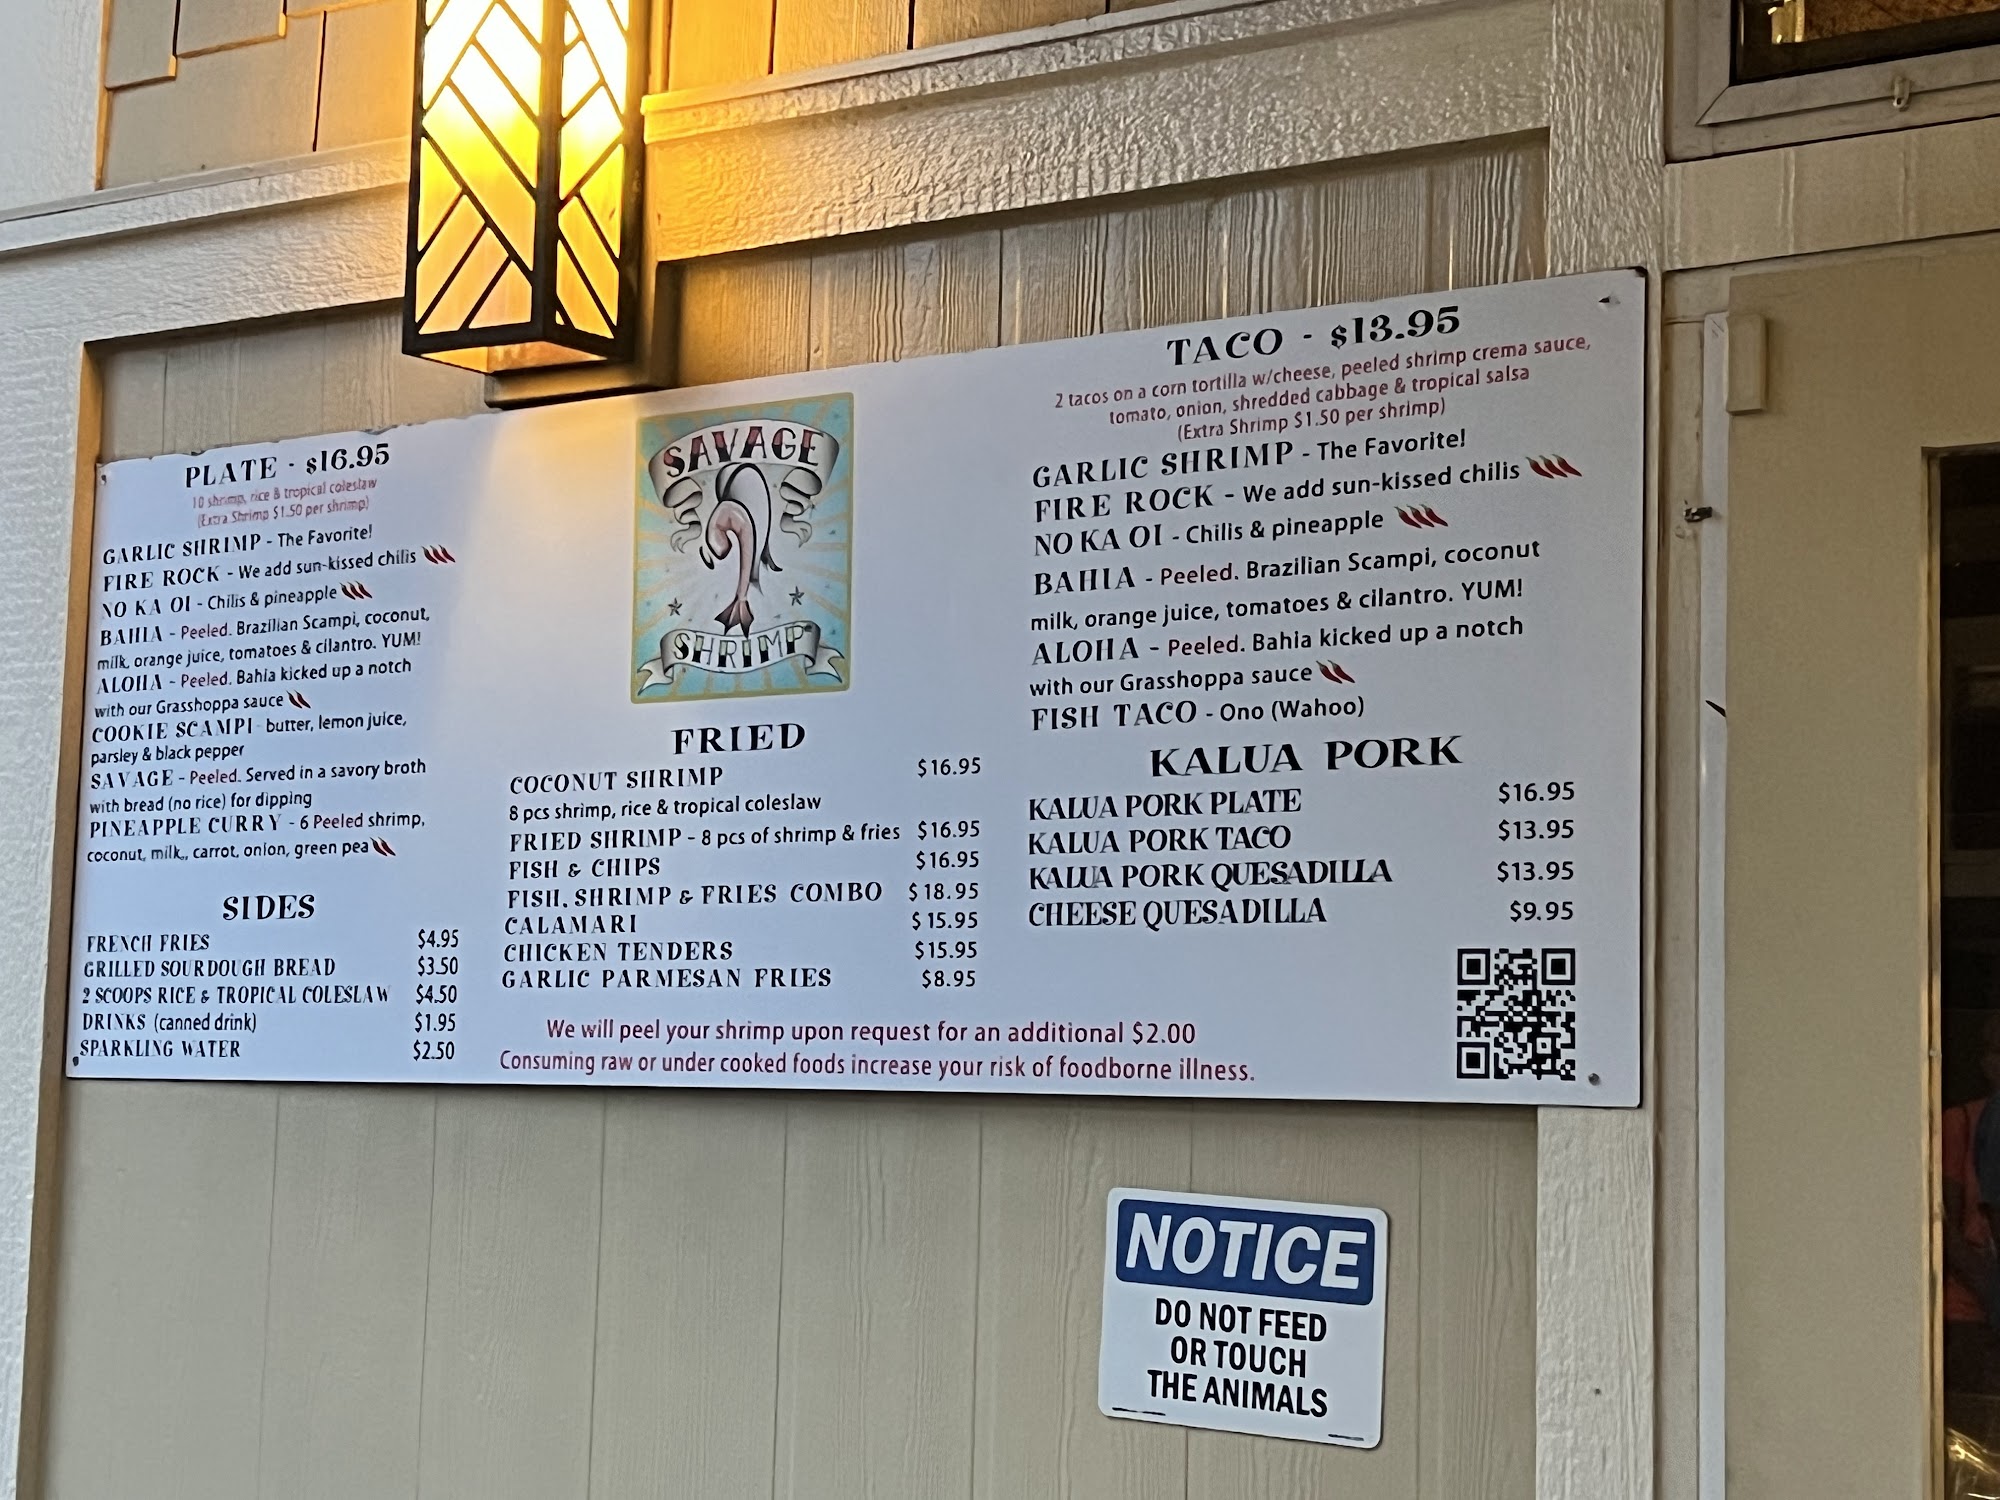 PLATE - $16.95
10 shrimp, rice & tropical coleslaw
(Extra Shrimp $1.50 per shrimp)
GARLIC SHRIMP - The Favorite!
FIRE ROCK - We add sun-kissed chilis
NO KA OI - Chilis & pineapple
BAHIA - Peeled. Brazilian Scampi, coconut,
milk, orange juice, tomatoes & cilantro. YUM!
ALOHA - Peeled. Bahia kicked up a notch
with our Grasshoppa sauce
COOKIE SCAMPI - butter, lemon juice,
parsley & black pepper
SAVAGE - Peeled. Served in a savory broth
with bread (no rice) for dipping
PINEAPPLE CURRY - 6 Peeled shrimp,
coconut, milk,, carrot, onion, green pea
SIDES
FRENCH FRIES $4.95
GRILLED SOURDOUGH BREAD $3.50
2 SCOOPS RICE & TROPICAL COLESLAW $4.50
DRINKS (canned drink) $1.95
SPARKLING WATER $2.50
SAVAGE
SHRIMP
FRIED
COCONUT SHRIMP $16.95
8 pcs shrimp, rice & tropical coleslaw
FRIED SHRIMP - 8 pcs of shrimp & fries $16.95
FISH & CHIPS $16.95
FISH, SHRIMP & FRIES COMBO $18.95
CALAMARI $15.95
CHICKEN TENDERS $15.95
GARLIC PARMESAN FRIES $8.95
TACO - $13.95
2 tacos on a corn tortilla w/cheese, peeled shrimp crema sauce,
tomato, onion, shredded cabbage & tropical salsa
(Extra Shrimp $1.50 per shrimp)
GARLIC SHRIMP - The Favorite!
FIRE ROCK - We add sun-kissed chilis
NO KA OI - Chilis & pineapple
BAHIA - Peeled. Brazilian Scampi, coconut
milk, orange juice, tomatoes & cilantro. YUM!
ALOHA - Peeled. Bahia kicked up a notch
with our Grasshoppa sauce
FISH TACO - Ono (Wahoo)
KALUA PORK
KALUA PORK PLATE $16.95
KALUA PORK TACO $13.95
KALUA PORK QUESADILLA $13.95
CHEESE QUESADILLA $9.95
We will peel your shrimp upon request for an additional $2.00
Consuming raw or under cooked foods increase your risk of foodborne illness.
NOTICE
DO NOT FEED
OR TOUCH
THE ANIMALS